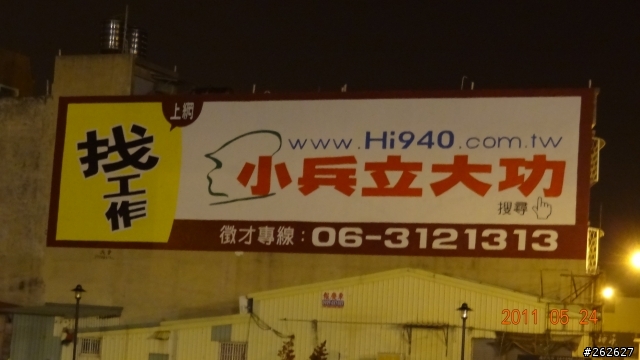 上網
找工作
www.Hi940.com.tw
小兵立大功
搜尋
徵才專線：06-3121313
2011 05 24
#262627